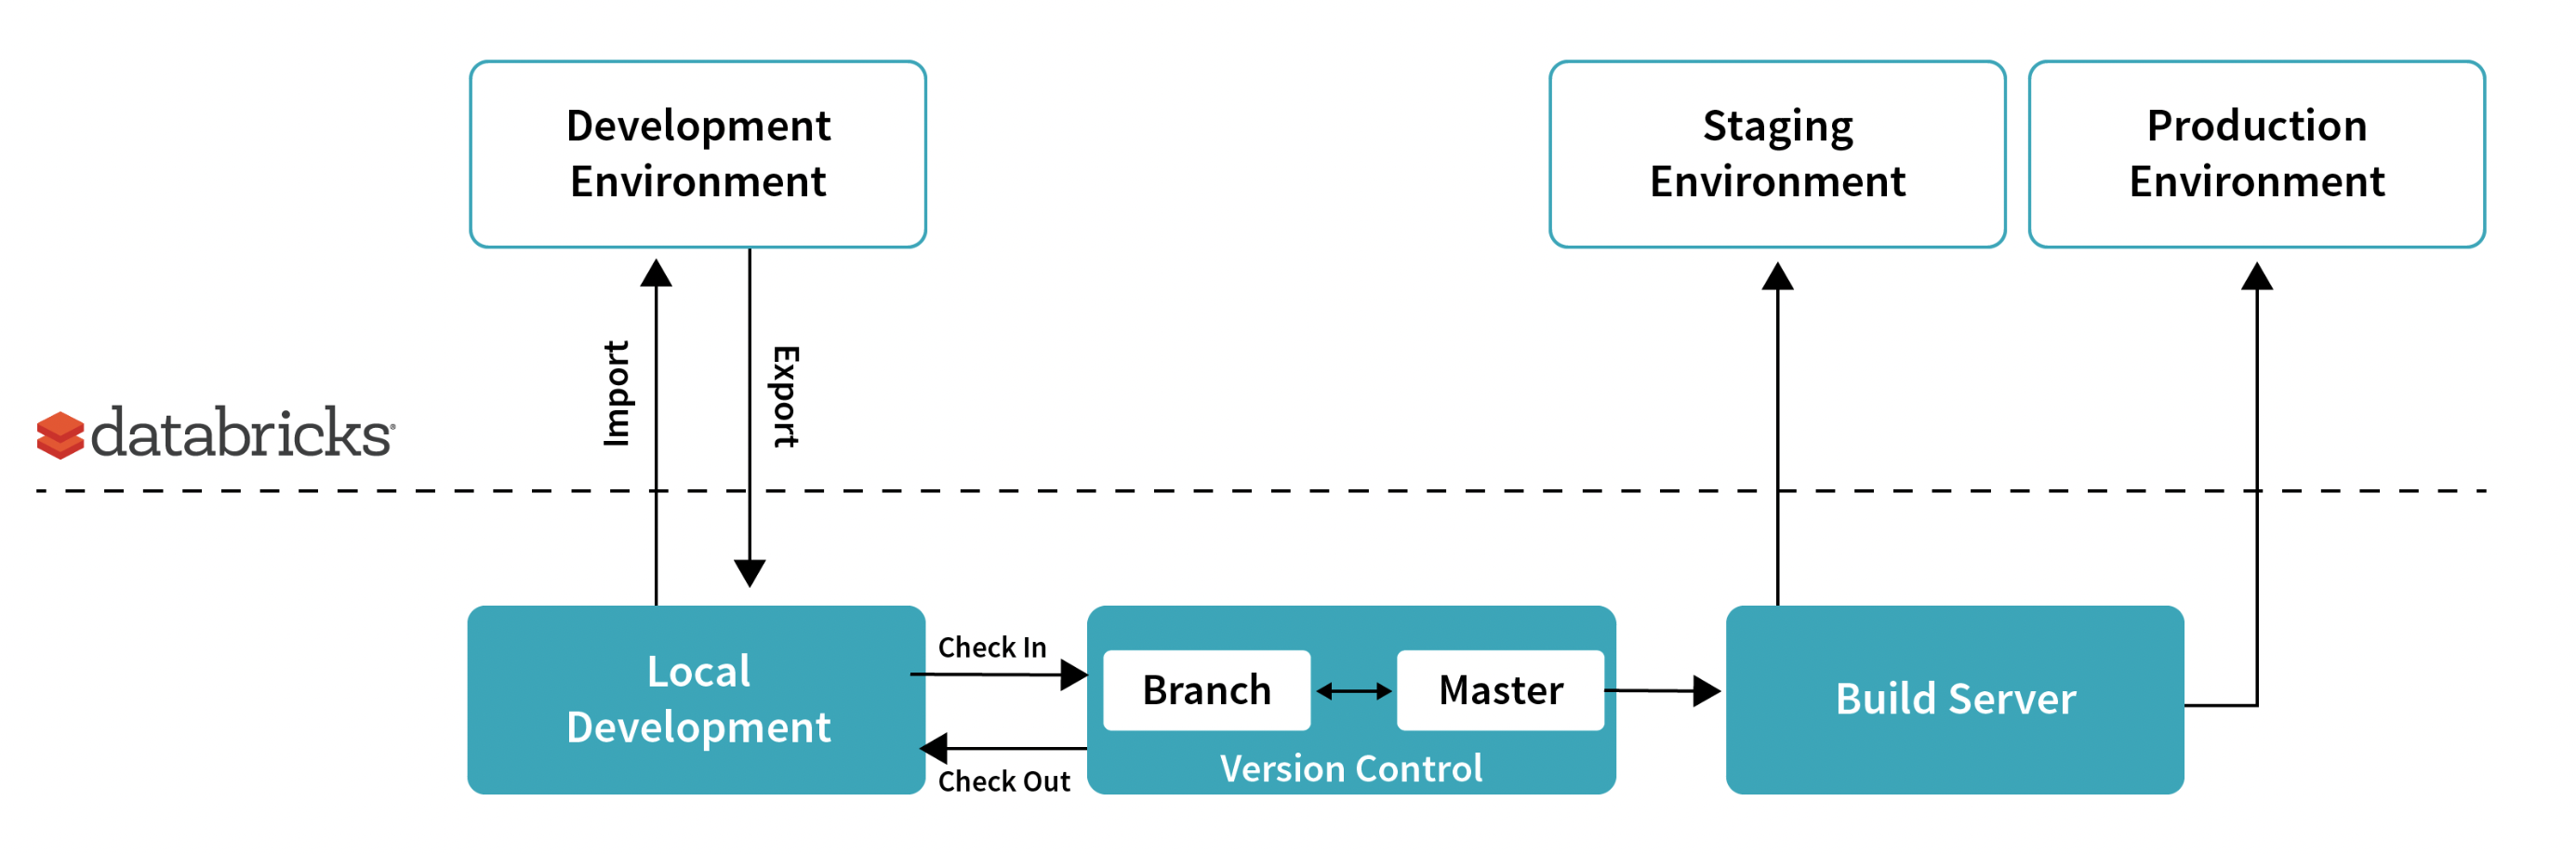 Development
Environment
Staging
Environment
Production
Environment
Import
Export
databricks®
Local
Development
Check In
Check Out
Branch
Master
Version Control
Build Server